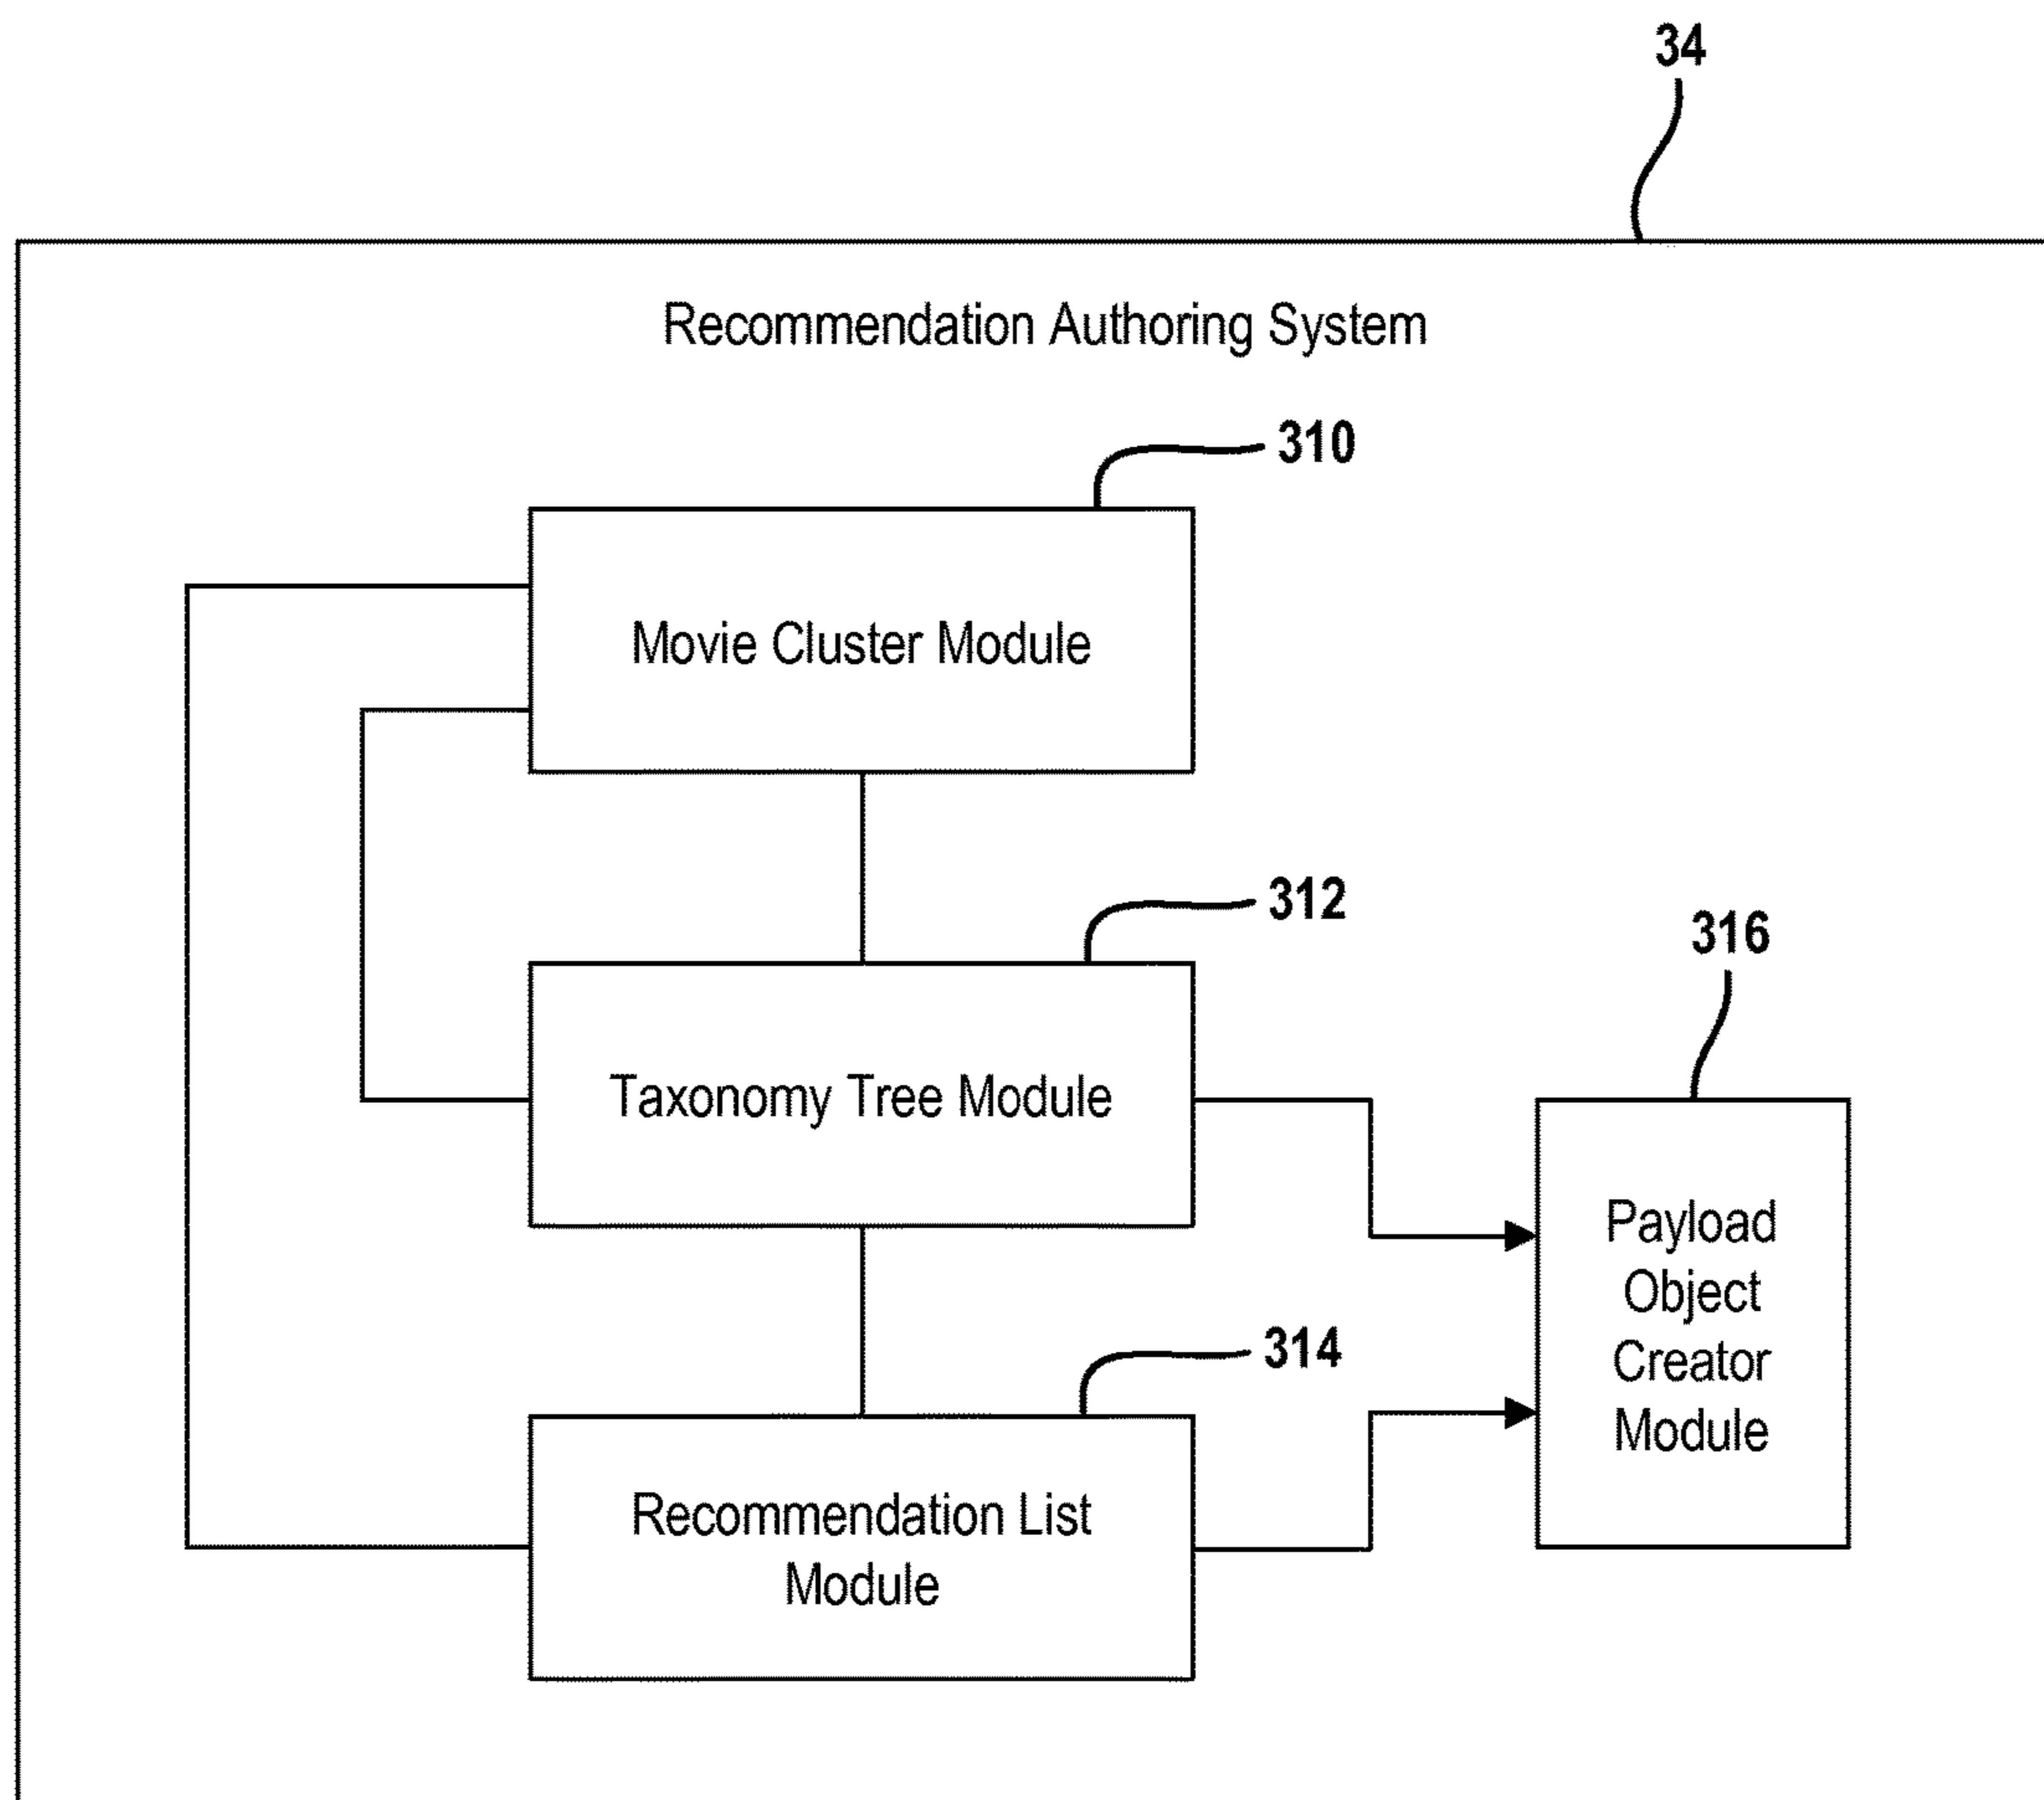 34
Recommendation Authoring System
310
Movie Cluster Module
312
Taxonomy Tree Module
316
Payload
Object
Creator
Module
314
Recommendation List
Module